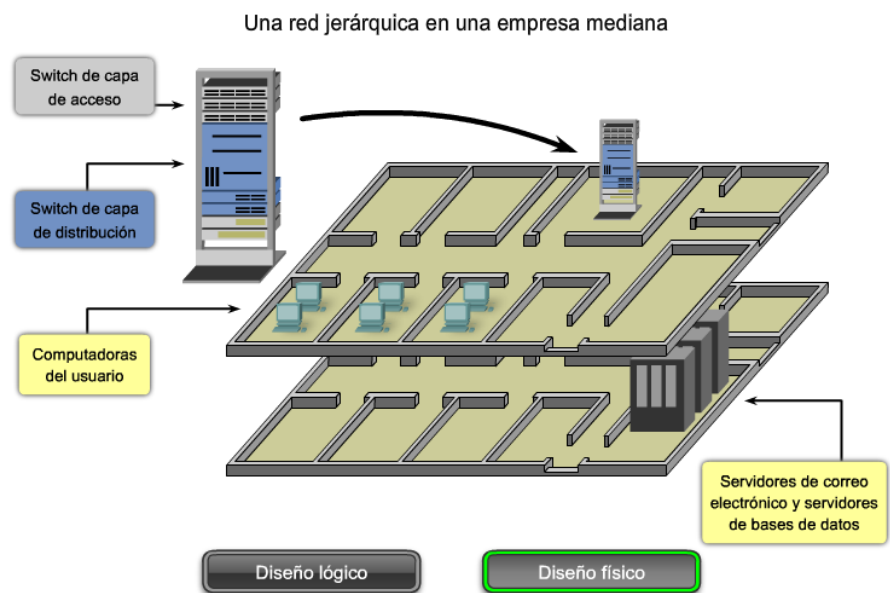 Una red jerárquica en una empresa mediana
Switch de capa
de acceso
Switch de capa
de distribución
Computadoras
del usuario
Servidores de correo
electrónico y servidores
de bases de datos
Diseño lógico
Diseño físico